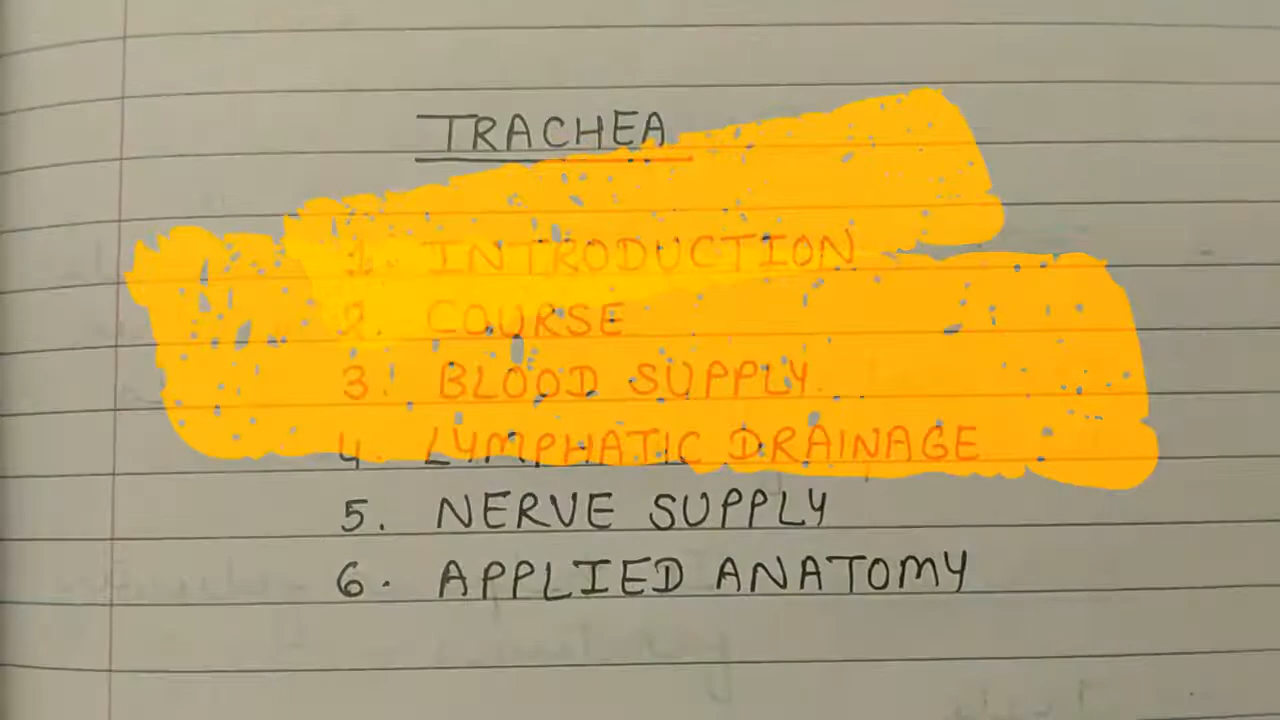 TRACHEA
1. INTRODUCTION
2. COURSE
3. BLOOD SUPPLY
4. LYMPHATIC DRAINAGE
5. NERVE SUPPLY
6. APPLIED ANATOMY